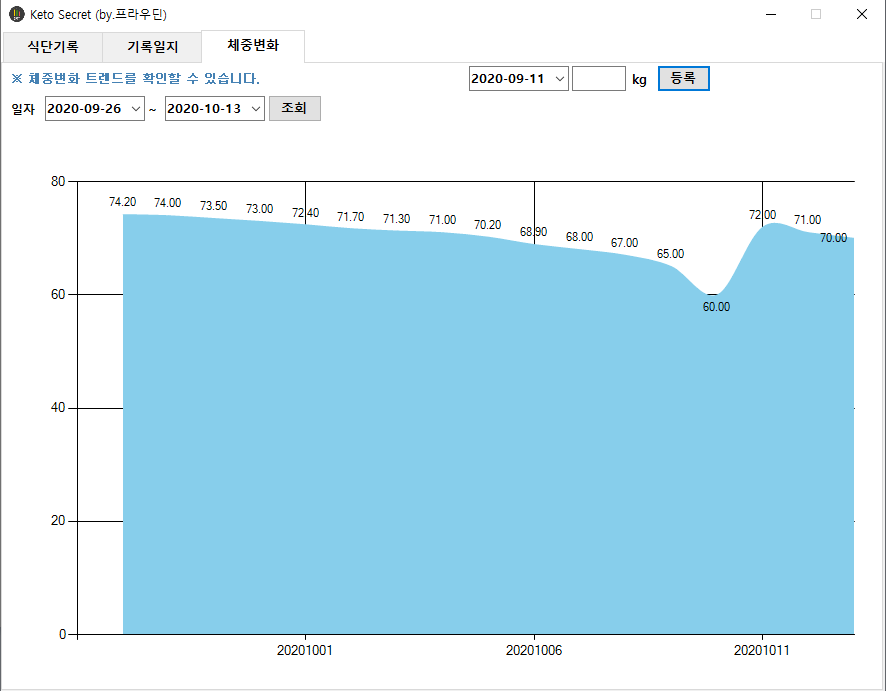 Keto Secret (by.프라우딘)
식단기록 기록일지 체중변화
※ 체중변화 트렌드를 확인할 수 있습니다. 2020-09-11 kg 등록
일자 2020-09-26 ~ 2020-10-13 조회
80
74.20 74.00 73.50 73.00 72.40 71.70 71.30 71.00 70.20 68.90 68.00 67.00 65.00 60.00 72.00 71.00 70.00
60
40
20
0
20201001 20201006 20201011